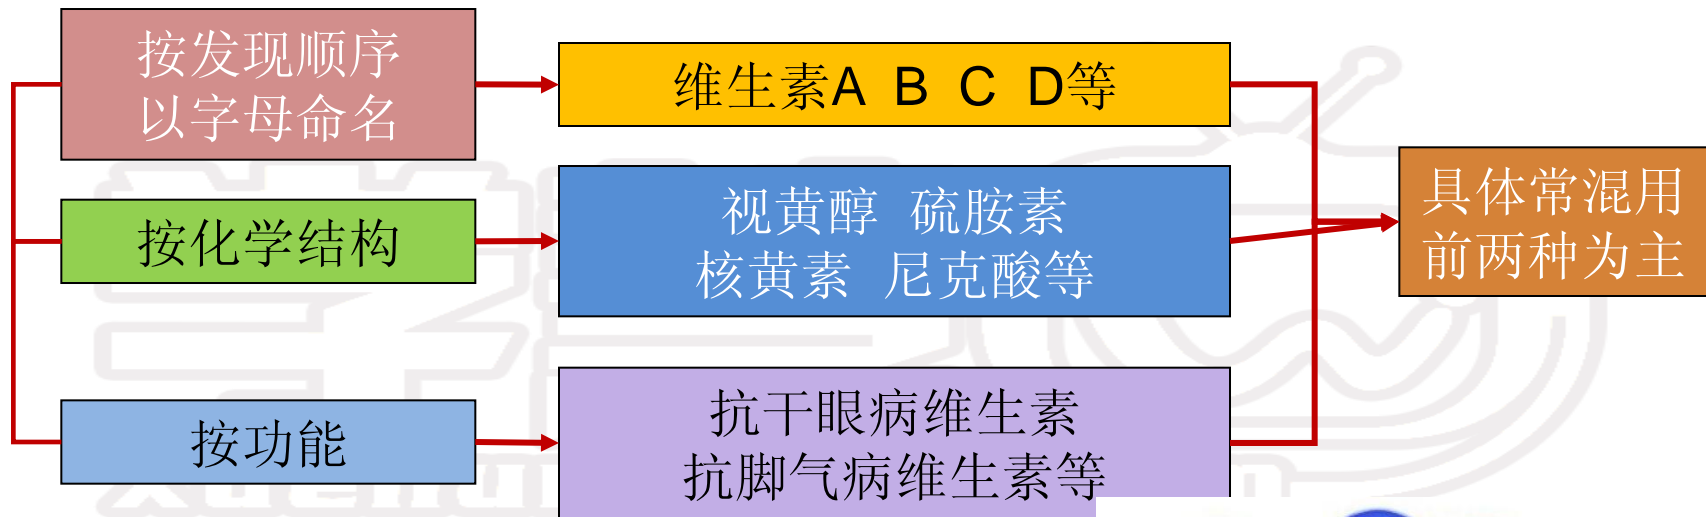 按发现顺序
以字母命名
维生素A B C D等
按化学结构
视黄醇 硫胺素
核黄素 尼克酸等
具体常混用
前两种为主
按功能
抗干眼病维生素
抗脚气病维生素等